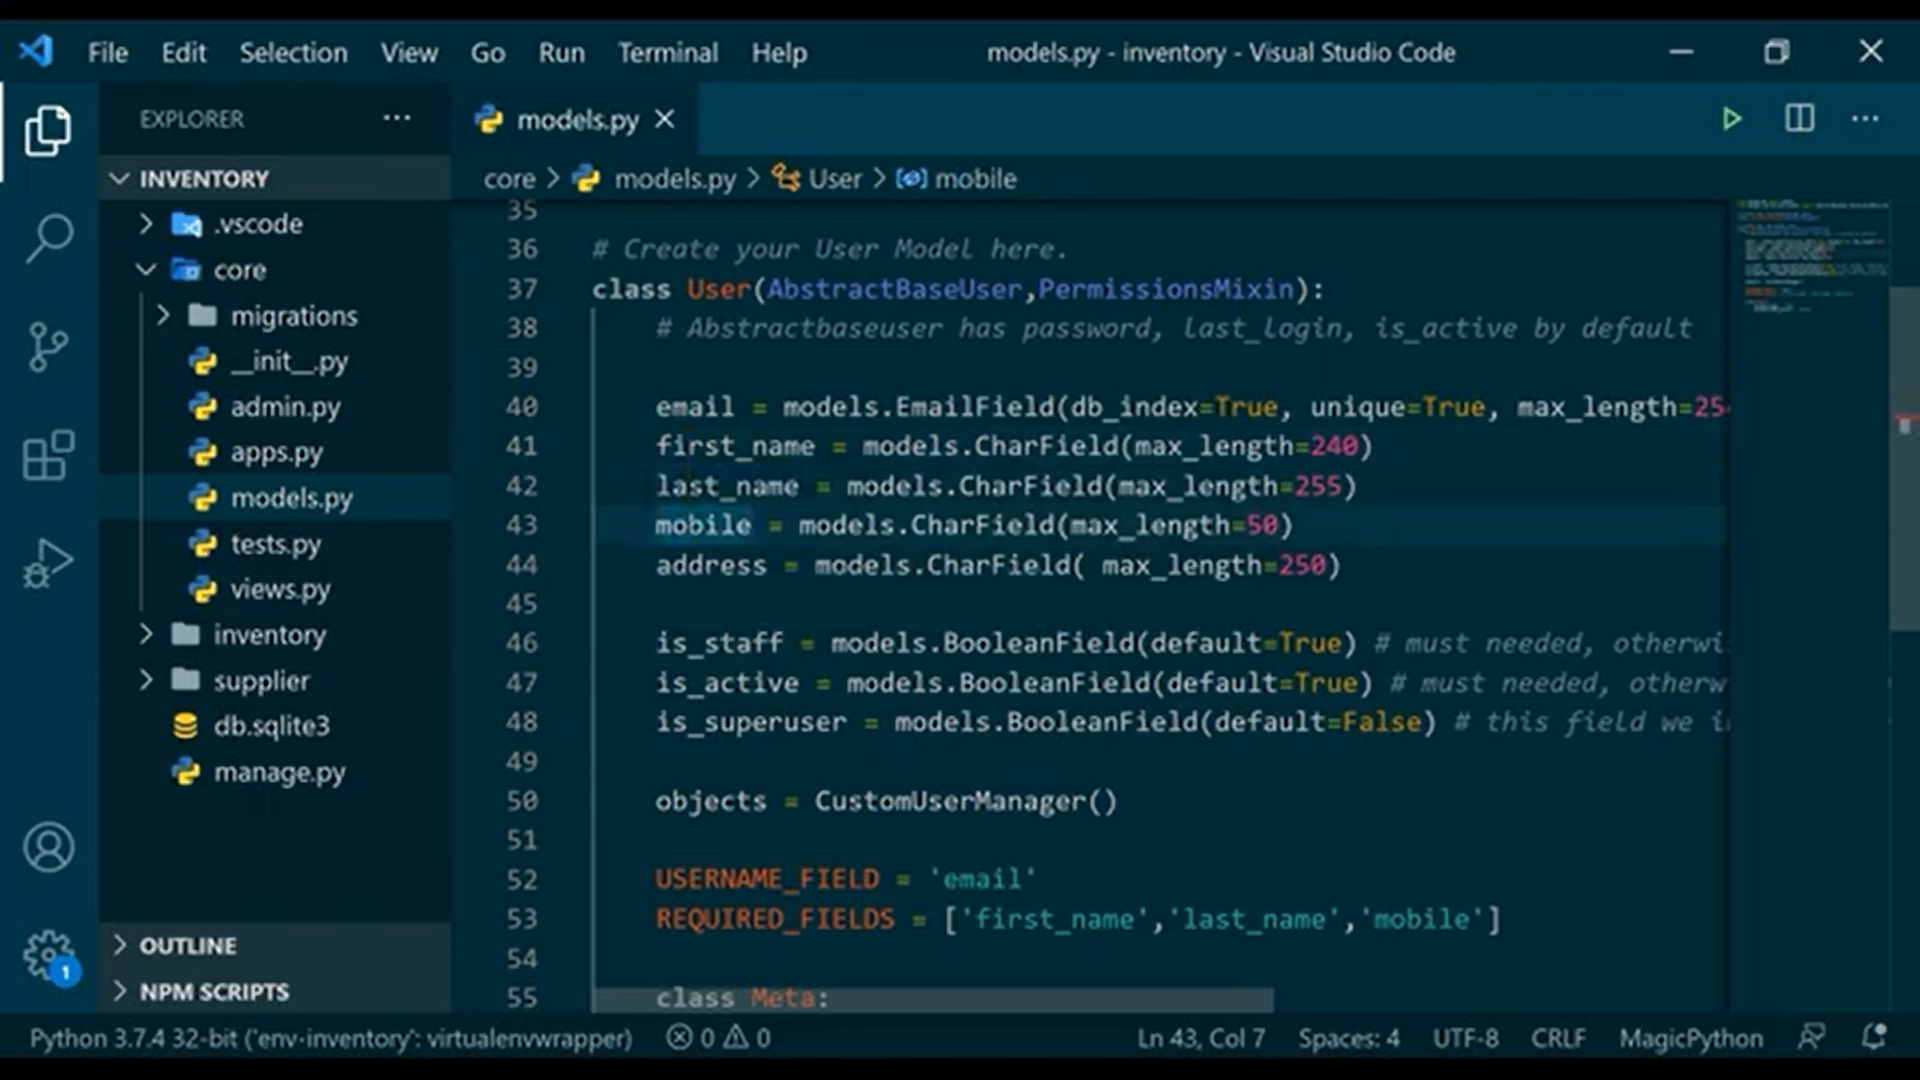 File Edit Selection View Go Run Terminal Help models.py - inventory - Visual Studio Code
EXPLORER ···
models.py
INVENTORY
core > models.py > User > mobile
.vscode
core
migrations
__init__.py
admin.py
apps.py
models.py
tests.py
views.py
inventory
supplier
db.sqlite3
manage.py
OUTLINE
NPM SCRIPTS
35
36 # Create your User Model here.
37 class User(AbstractBaseUser,PermissionsMixin):
38 # Abstractbaseuser has password, last_login, is_active by default
39
40 email = models.EmailField(db_index=True, unique=True, max_length=254
41 first_name = models.CharField(max_length=240)
42 last_name = models.CharField(max_length=255)
43 mobile = models.CharField(max_length=50)
44 address = models.CharField( max_length=250)
45
46 is_staff = models.BooleanField(default=True) # must needed, otherwi
47 is_active = models.BooleanField(default=True) # must needed, otherw
48 is_superuser = models.BooleanField(default=False) # this field we i
49
50 objects = CustomUserManager()
51
52 USERNAME_FIELD = 'email'
53 REQUIRED_FIELDS = ['first_name','last_name','mobile']
54
55 class Meta:
1
Python 3.7.4 32-bit ('env-inventory': virtualenvwrapper) 0 0 Ln 43, Col 7 Spaces: 4 UTF-8 CRLF MagicPython